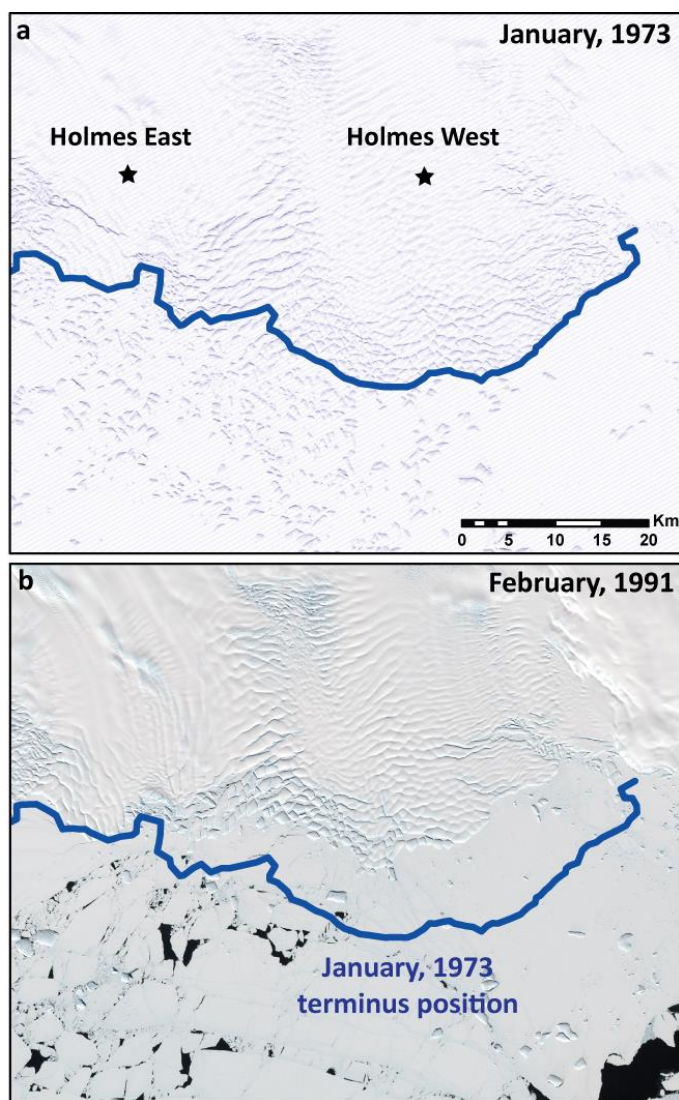 a
January, 1973
Holmes East
Holmes West
Km
0 5 10 15 20
b
February, 1991
January, 1973
terminus position